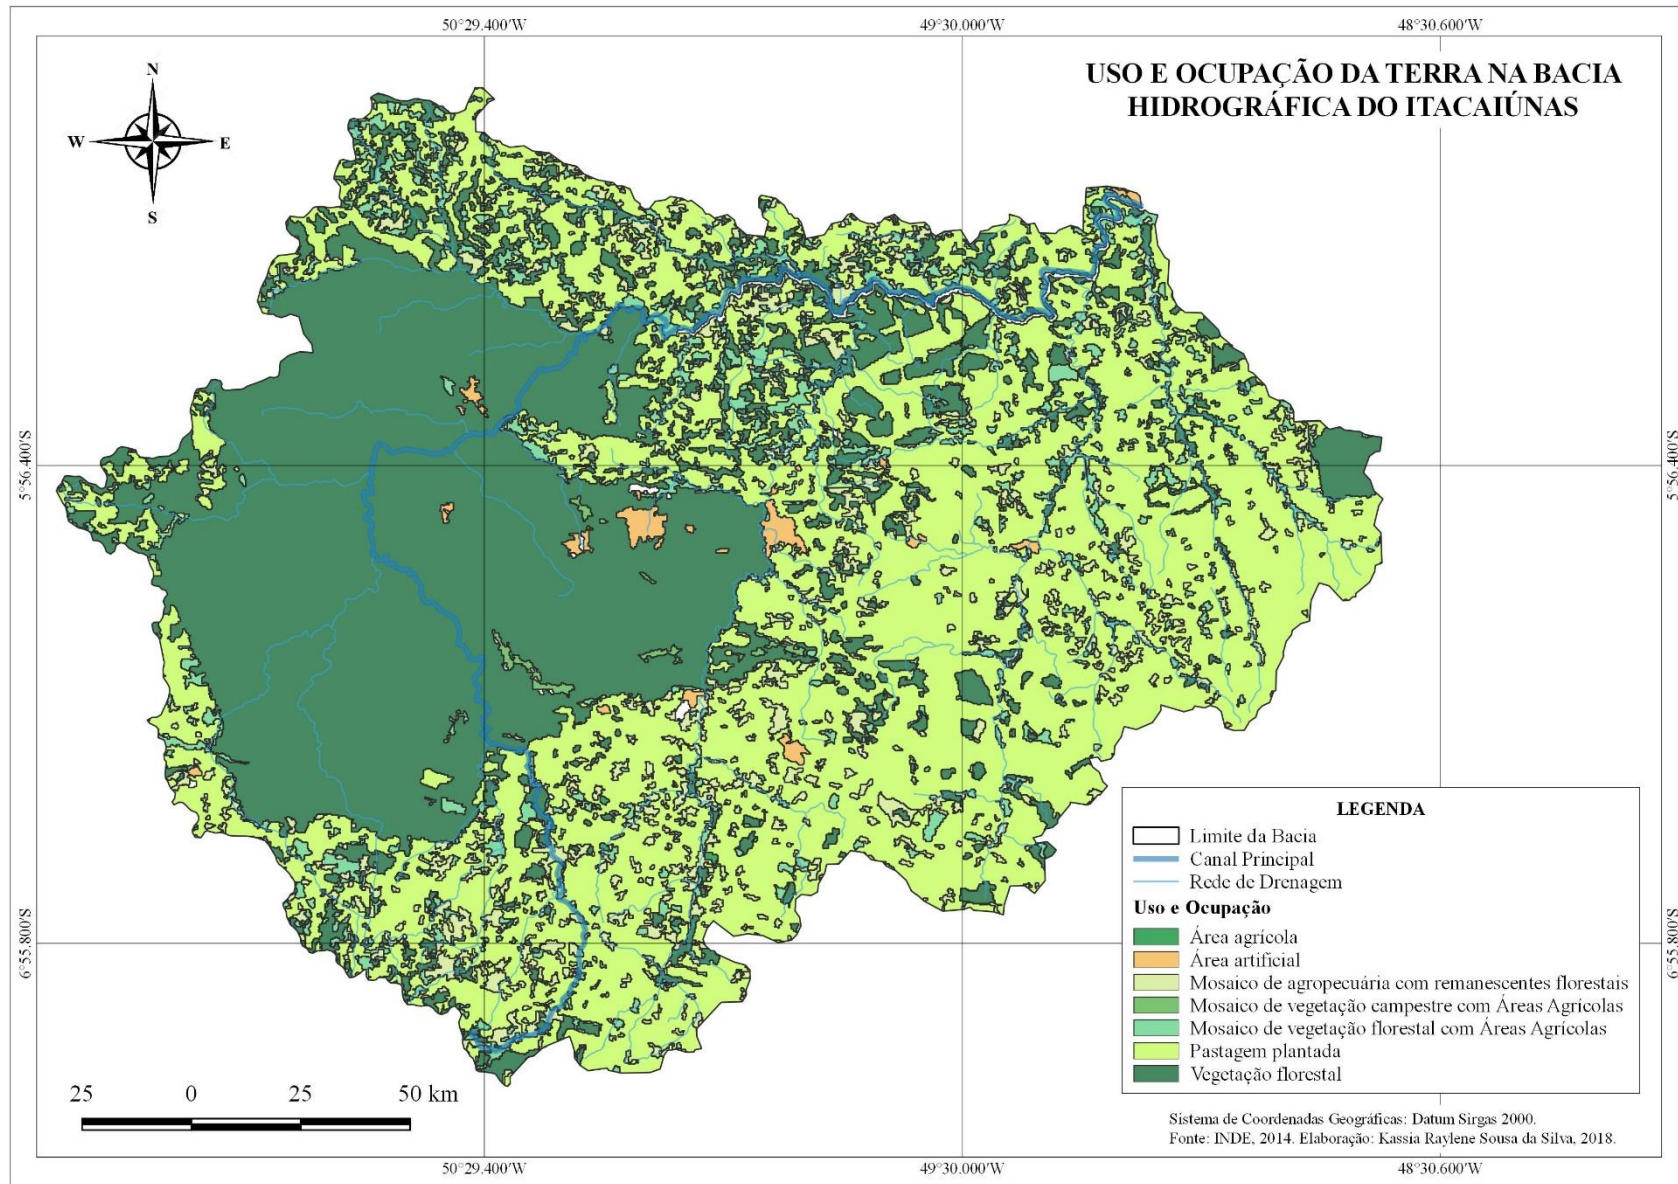 50°29.400'W 49°30.000'W 48°30.600'W
USO E OCUPAÇÃO DA TERRA NA BACIA
HIDROGRÁFICA DO ITACAIÚNAS
N
W E
S
5°56.400'S 5°56.400'S
6°55.800'S 6°55.800'S
LEGENDA
Limite da Bacia
Canal Principal
Rede de Drenagem
Uso e Ocupação
Área agrícola
Área artificial
Mosaico de agropecuária com remanescentes florestais
Mosaico de vegetação campestre com Áreas Agrícolas
Mosaico de vegetação florestal com Áreas Agrícolas
Pastagem plantada
Vegetação florestal
25 0 25 50 km
Sistema de Coordenadas Geográficas: Datum Sirgas 2000.
Fonte: INDE, 2014. Elaboração: Kassia Raylene Sousa da Silva, 2018.
50°29.400'W 49°30.000'W 48°30.600'W